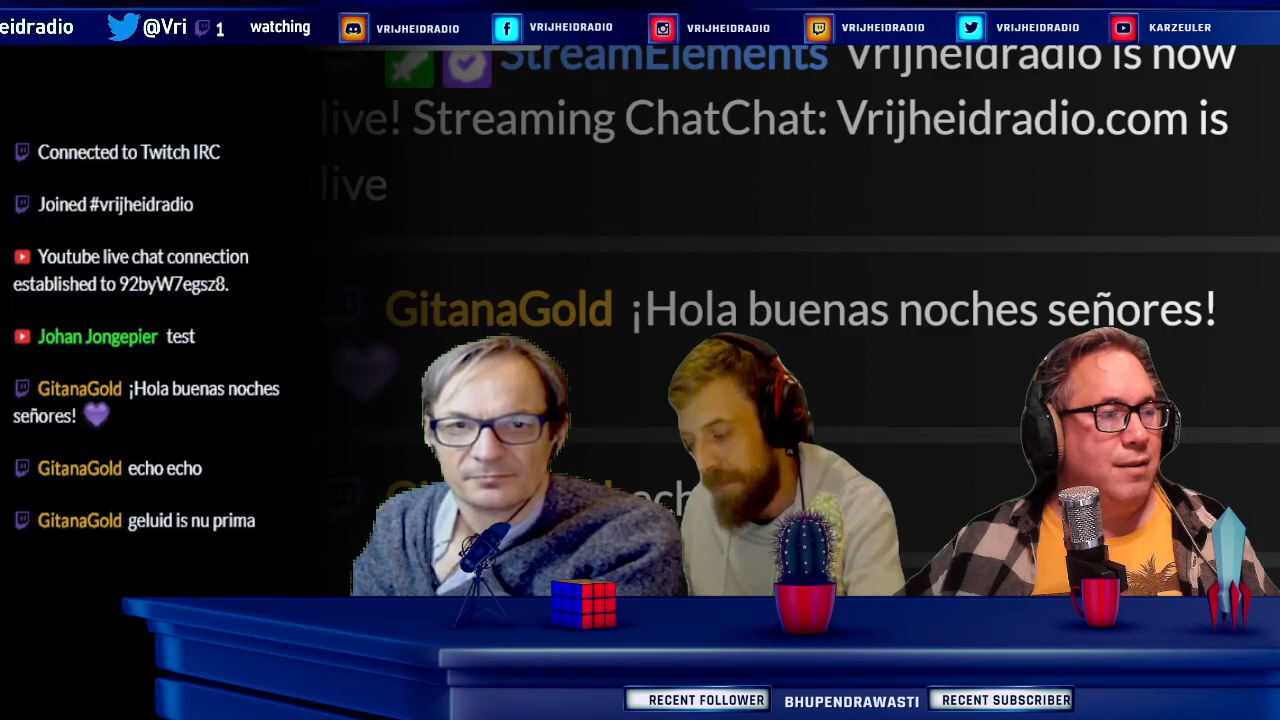 eidradio @Vri 1 watching VRIJHEIDRADIO VRIJHEIDRADIO VRIJHEIDRADIO VRIJHEIDRADIO VRIJHEIDRADIO KARZEULER
StreamElements Vrijheidradio is now
live! Streaming ChatChat: Vrijheidradio.com is
live
Connected to Twitch IRC
Joined #vrijheidradio
Youtube live chat connection
established to 92byW7egsz8.
Johan Jongepier test
GitanaGold ¡Hola buenas noches
señores!
GitanaGold echo echo
GitanaGold geluid is nu prima
GitanaGold ¡Hola buenas noches señores!
RECENT FOLLOWER BHUPENDRAWASTI RECENT SUBSCRIBER